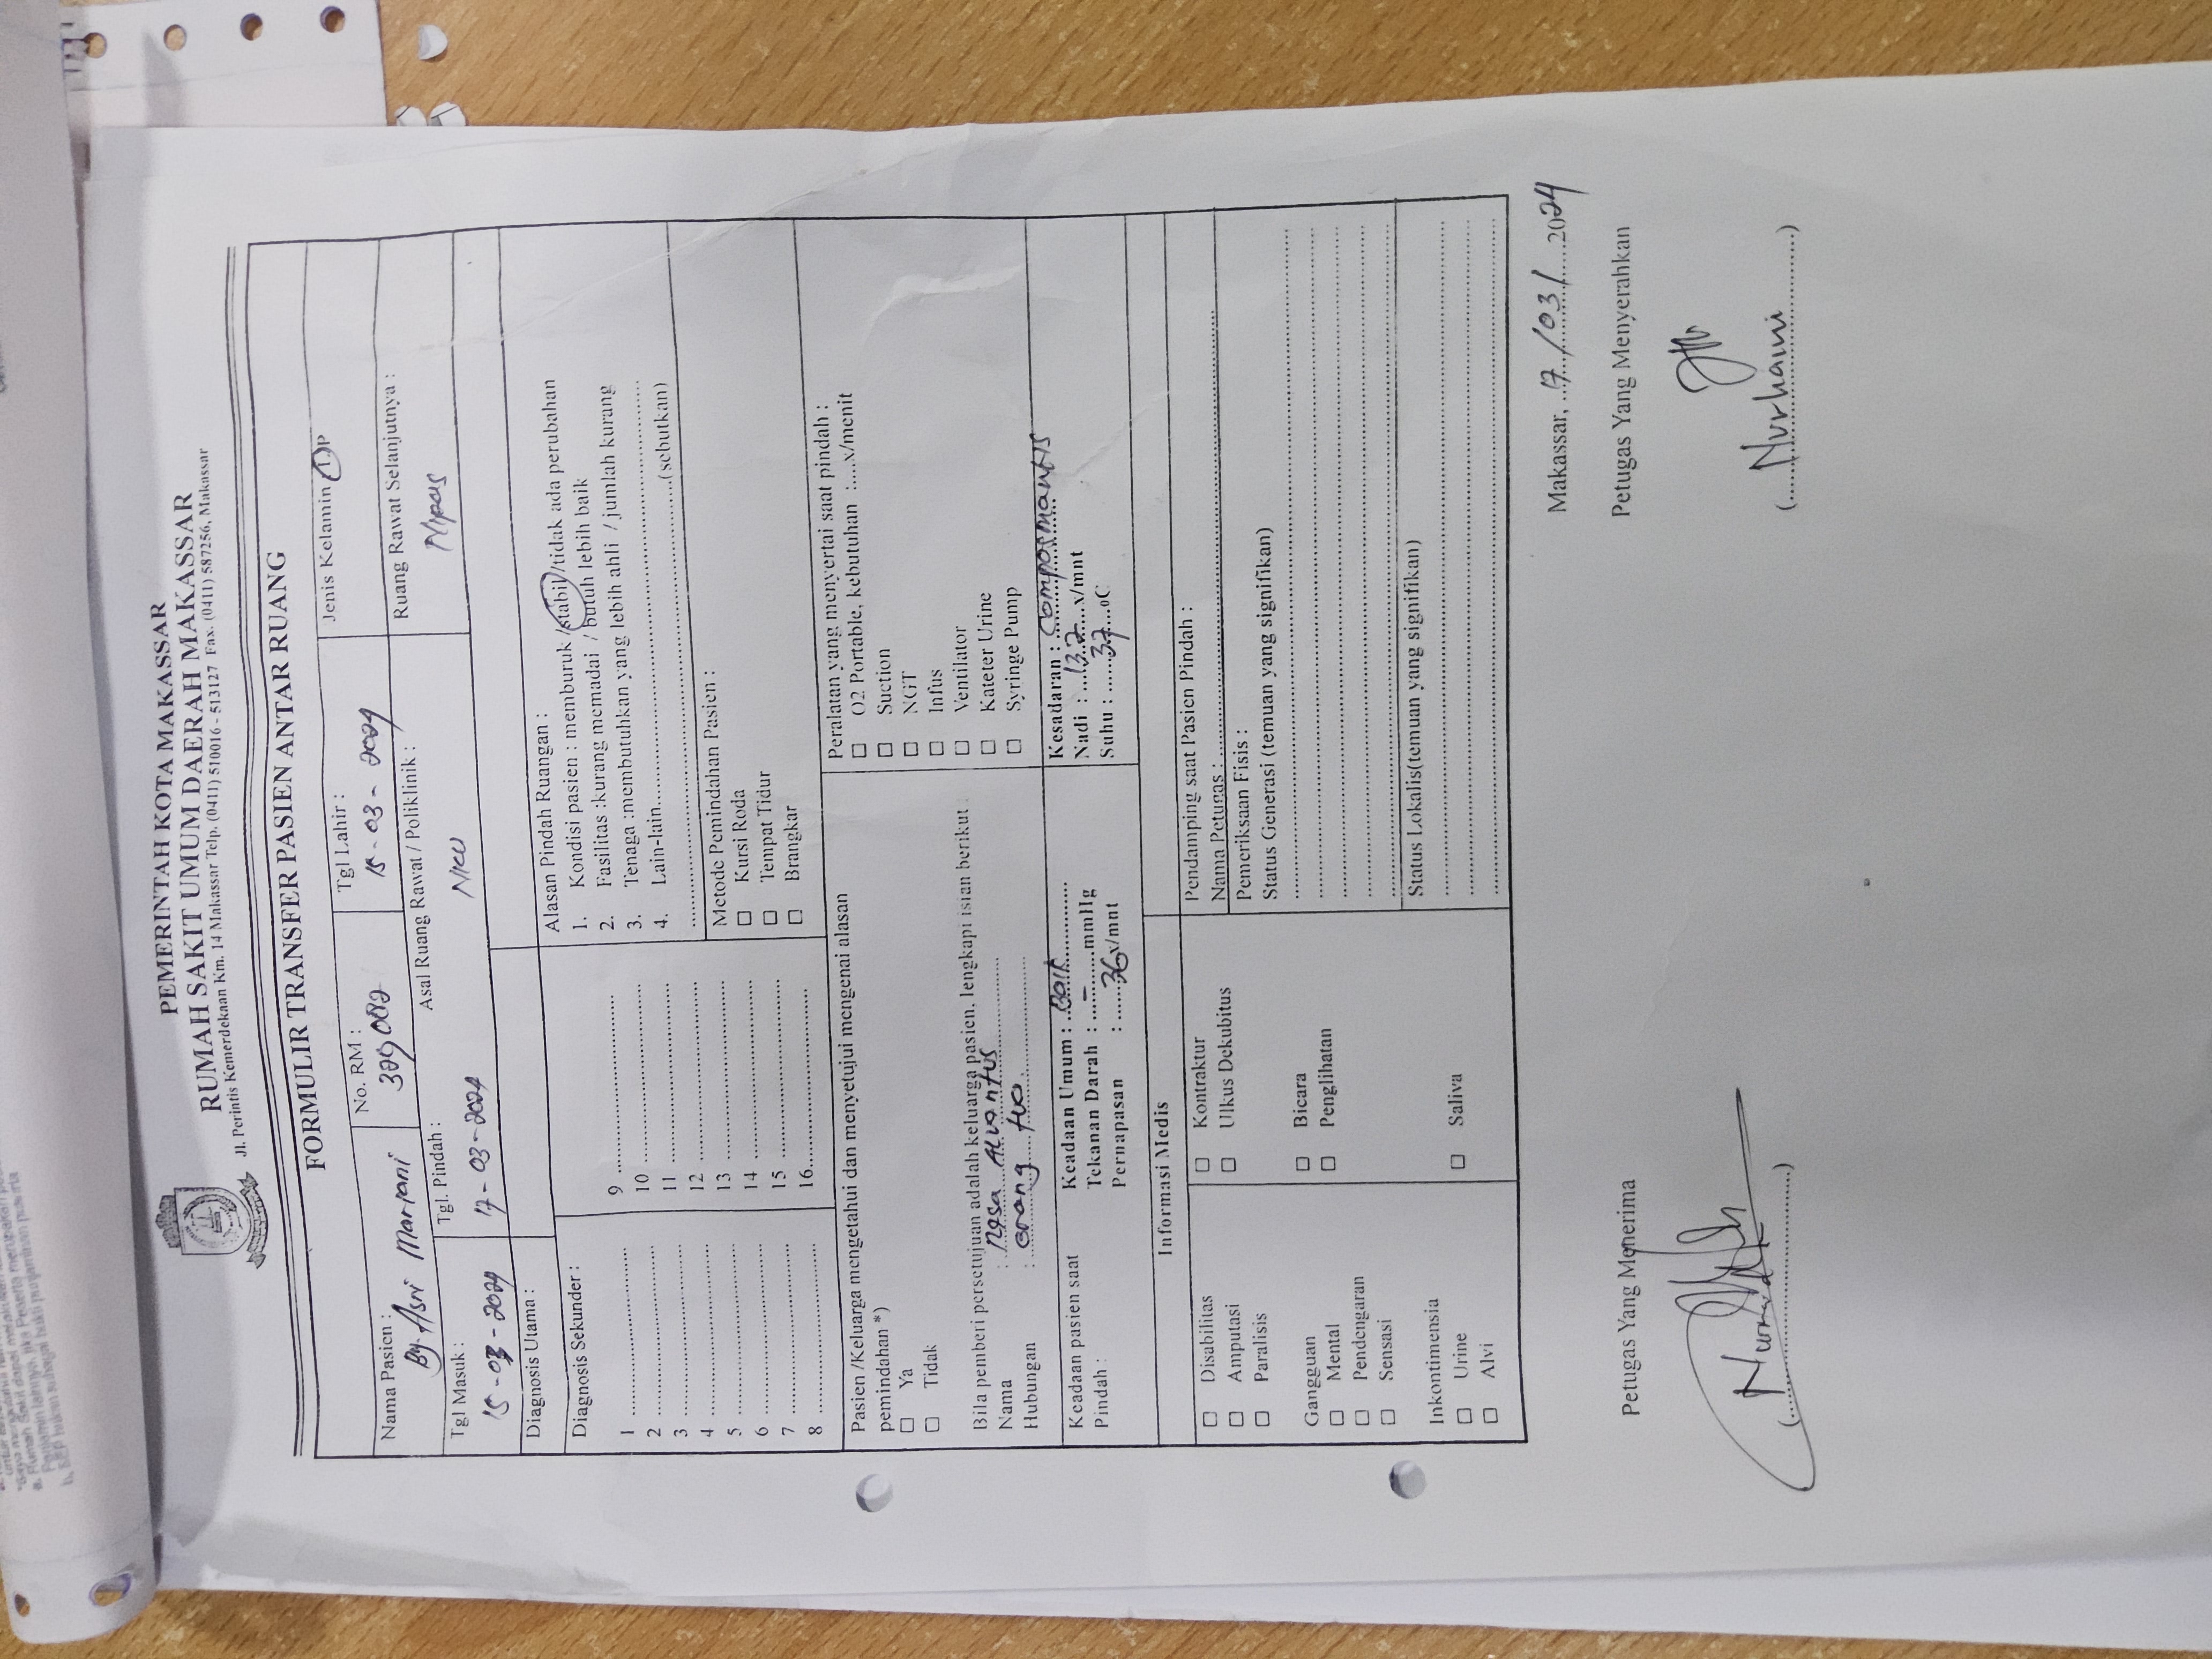 PEMERINTAH KOTA MAKASSAR
RUMAH SAKIT UMUM DAERAH MAKASSAR
Jl. Perintis Kemerdekaan Km. 14 Makassar Telp. (0411) 510016 - 513127 Fax. (0411) 587256, Makassar
FORMULIR TRANSFER PASIEN ANTAR RUANG
Nama Pasien : By. Asri Mariani
No. RM :
Tgl Lahir : 15-03-2024
Jenis Kelamin L/P
Tgl Masuk : 15-03-2024
Tgl. Pindah : 17-03-2024
Asal Ruang Rawat / Poliklinik : NICU
Ruang Rawat Selanjutnya : Nipas
Diagnosis Utama :
Diagnosis Sekunder :
1
2
3
4
5
6
7
8
9
10
11
12
13
14
15
16
Alasan Pindah Ruangan :
1. Kondisi pasien : memburuk /stabil/tidak ada perubahan
2. Fasilitas :kurang memadai / butuh lebih baik
3. Tenaga :membutuhkan yang lebih ahli / jumlah kurang
4. Lain-lain (sebutkan)
Metode Pemindahan Pasien :
Kursi Roda
Tempat Tidur
Brangkar
Pasien /Keluarga mengetahui dan menyetujui mengenai alasan
pemindahan *)
Ya
Tidak
Bila pemberi persetujuan adalah keluarga pasien, lengkapi isian berikut :
Nama :
Hubungan : orang tua
Peralatan yang menyertai saat pindah :
O2 Portable, kebutuhan :.....x/menit
Suction
NGT
Infus
Ventilator
Kateter Urine
Syringe Pump
Keadaan pasien saat
Pindah :
Keadaan Umum : Baik
Tekanan Darah : - mmHg
Pernapasan : 36 x/mnt
Kesadaran : Composmantis
Nadi : 132 x/mnt
Suhu : 37 oC
Informasi Medis
Disabilitas
Amputasi
Paralisis
Kontraktur
Ulkus Dekubitus
Gangguan
Mental
Pendengaran
Sensasi
Bicara
Penglihatan
Inkontimensia
Urine
Alvi
Saliva
Pendamping saat Pasien Pindah :
Nama Petugas :
Pemeriksaan Fisis :
Status Generasi (temuan yang signifikan)
Status Lokalis(temuan yang signifikan)
Makassar, 17/03/2024
Petugas Yang Menerima
Petugas Yang Menyerahkan
(Nurhaini)